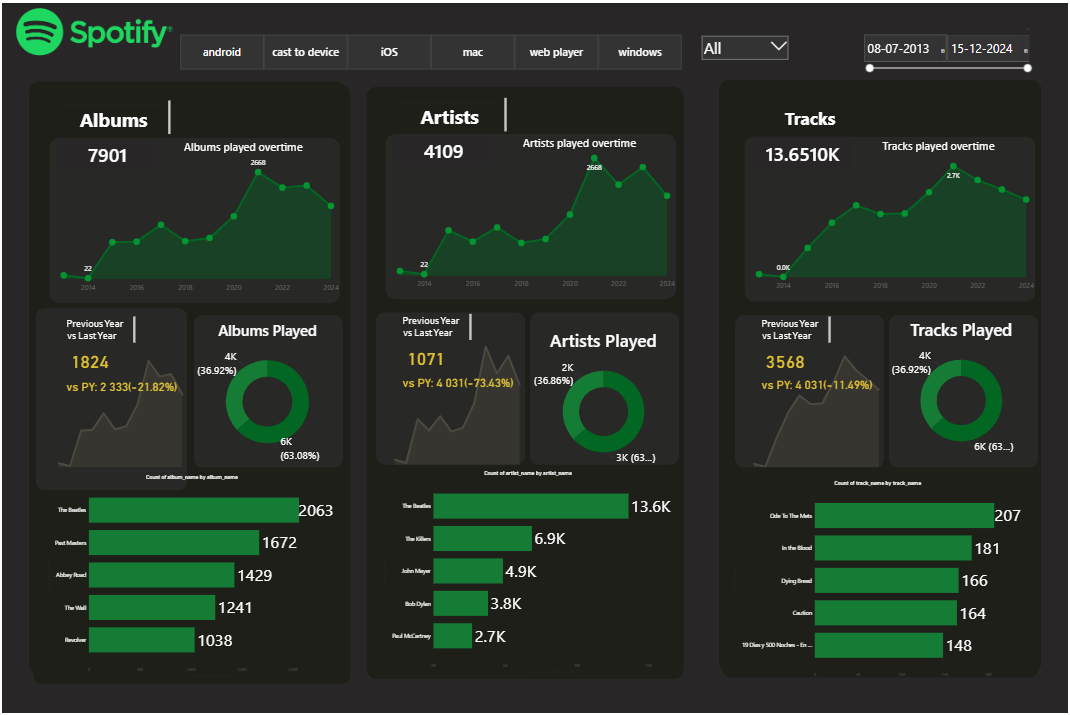 Spotify
android
cast to device
iOS
mac
web player
windows
All
08-07-2013
15-12-2024
Albums
7901
Albums played overtime
2668
22
2014
2016
2018
2020
2022
2024
Previous Year
vs Last Year
1824
vs PY: 2 333(-21.82%)
Albums Played
4K
(36.92%)
6K
(63.08%)
Count of album_name by album_name
The Beatles
2063
Past Masters
1672
Abbey Road
1429
The Wall
1241
Revolver
1038
Artists
4109
Artists played overtime
2668
22
2014
2016
2018
2020
2022
2024
Previous Year
vs Last Year
1071
vs PY: 4 031(-73.43%)
Artists Played
2K
(36.86%)
3K (63...)
Count of artist_name by artist_name
The Beatles
13.6K
The Killers
6.9K
John Mayer
4.9K
Bob Dylan
3.8K
Paul McCartney
2.7K
Tracks
13.6510K
Tracks played overtime
2.7K
0.0K
2014
2016
2018
2020
2022
2024
Previous Year
vs Last Year
3568
vs PY: 4 031(-11.49%)
Tracks Played
4K
(36.92%)
6K (63...)
Count of track_name by track_name
Ode To The Mets
207
In the Blood
181
Dying Breed
166
Caution
164
19 Dias y 500 Noches - En ...
148